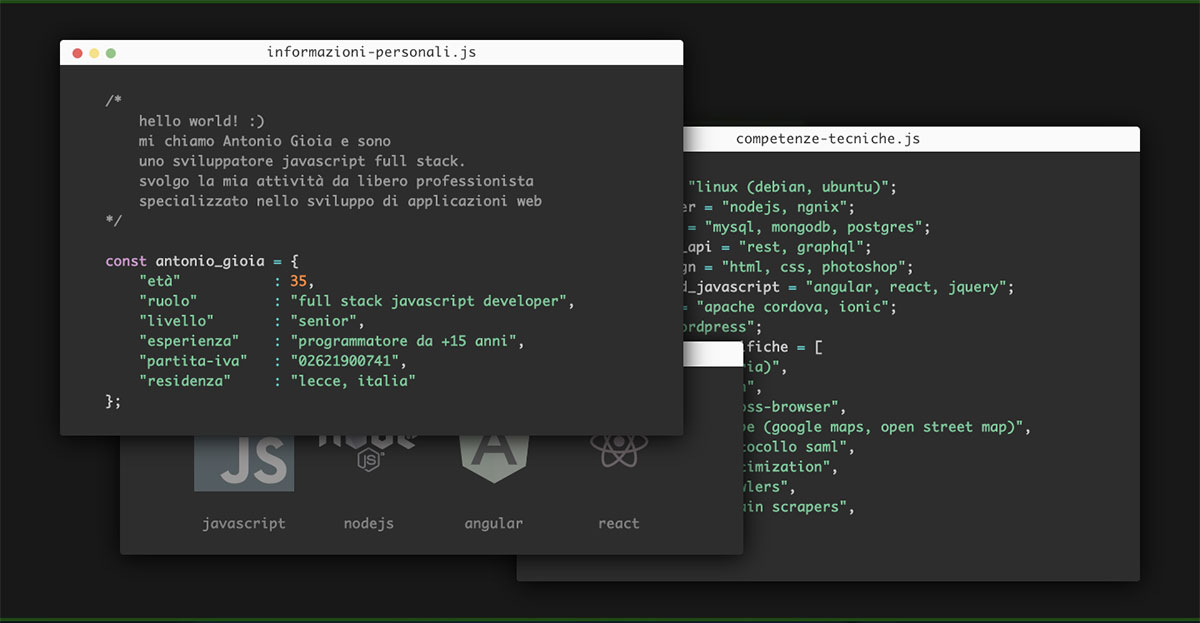 informazioni-personali.js
/*
hello world! :)
mi chiamo Antonio Gioia e sono
uno sviluppatore javascript full stack.
svolgo la mia attività da libero professionista
specializzato nello sviluppo di applicazioni web
*/
const antonio_gioia = {
"età" : 35,
"ruolo" : "full stack javascript developer",
"livello" : "senior",
"esperienza" : "programmatore da +15 anni",
"partita-iva" : "02621900741",
"residenza" : "lecce, italia"
};
competenze-tecniche.js
"linux (debian, ubuntu)";
er = "nodejs, ngnix";
= "mysql, mongodb, postgres";
_api = "rest, graphql";
gn = "html, css, photoshop";
d_javascript = "angular, react, jquery";
= "apache cordova, ionic";
ordpress";
ifiche = [
ia)",
",
oss-browser",
pe (google maps, open street map)",
tocollo saml",
timization",
wlers",
ain scrapers",
JS
JS
A
javascript
nodejs
angular
react